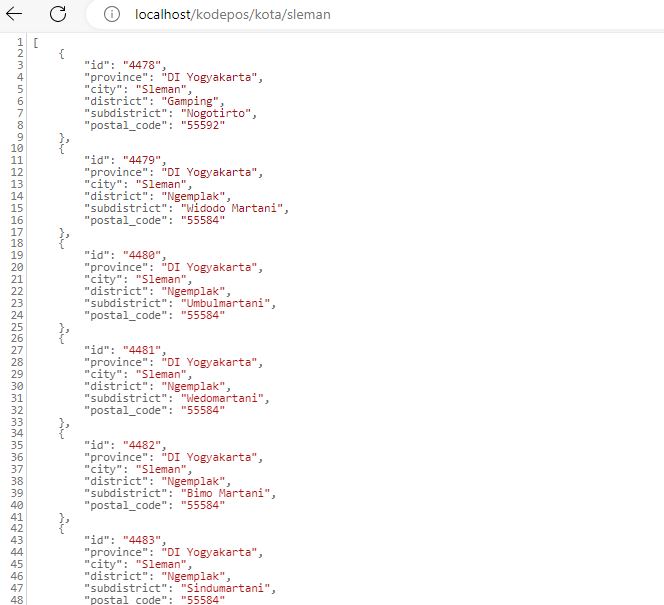 localhost/kodepos/kota/sleman
1 [
2 {
3 "id": "4478",
4 "province": "DI Yogyakarta",
5 "city": "Sleman",
6 "district": "Gamping",
7 "subdistrict": "Nogotirto",
8 "postal_code": "55592"
9 },
10 {
11 "id": "4479",
12 "province": "DI Yogyakarta",
13 "city": "Sleman",
14 "district": "Ngemplak",
15 "subdistrict": "Widodo Martani",
16 "postal_code": "55584"
17 },
18 {
19 "id": "4480",
20 "province": "DI Yogyakarta",
21 "city": "Sleman",
22 "district": "Ngemplak",
23 "subdistrict": "Umbulmartani",
24 "postal_code": "55584"
25 },
26 {
27 "id": "4481",
28 "province": "DI Yogyakarta",
29 "city": "Sleman",
30 "district": "Ngemplak",
31 "subdistrict": "Wedomartani",
32 "postal_code": "55584"
33 },
34 {
35 "id": "4482",
36 "province": "DI Yogyakarta",
37 "city": "Sleman",
38 "district": "Ngemplak",
39 "subdistrict": "Bimo Martani",
40 "postal_code": "55584"
41 },
42 {
43 "id": "4483",
44 "province": "DI Yogyakarta",
45 "city": "Sleman",
46 "district": "Ngemplak",
47 "subdistrict": "Sindumartani",
48 "postal_code": "55584"